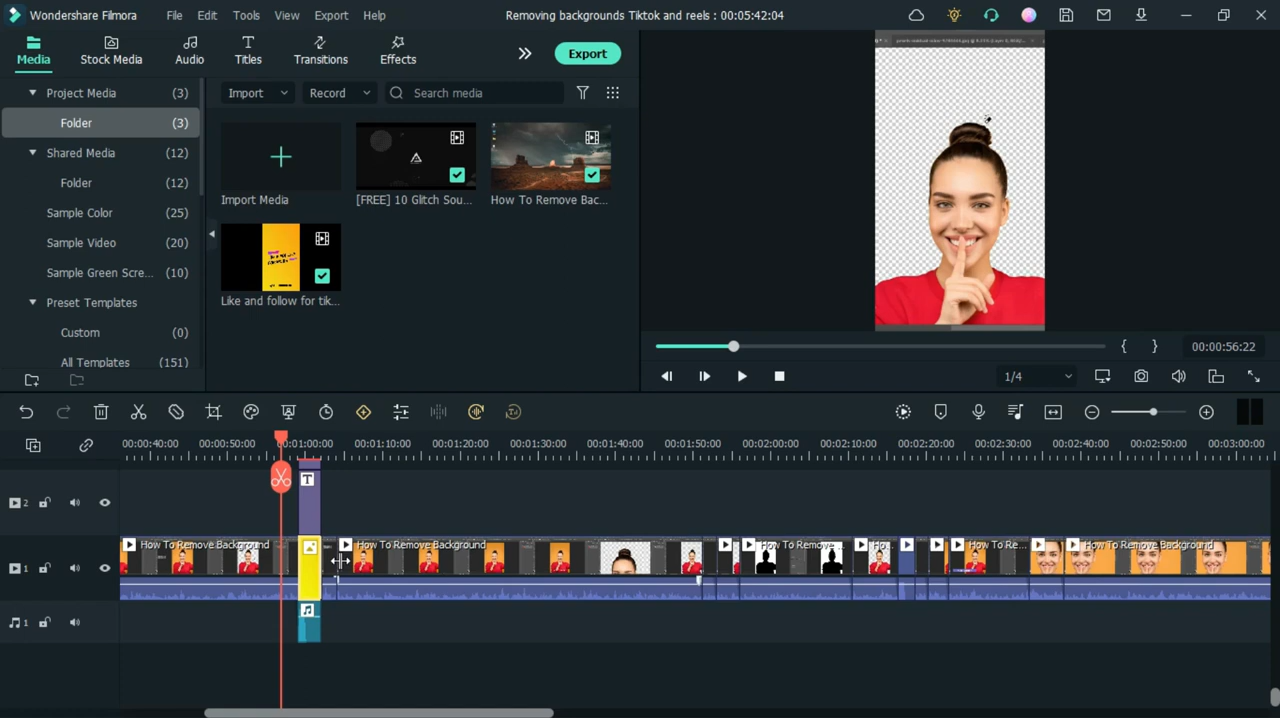 Wondershare Filmora
File Edit Tools View Export Help
Removing backgrounds Tiktok and reels : 00:05:42:04
Media
Stock Media
Audio
Titles
Transitions
Effects
Export
Project Media (3)
Folder (3)
Shared Media (12)
Folder (12)
Sample Color (25)
Sample Video (20)
Sample Green Scre... (10)
Preset Templates
Custom (0)
All Templates (151)
Import
Record
Search media
Import Media
[FREE] 10 Glitch Sou...
How To Remove Bac...
Like and follow for tik...
00:00:56:22
1/4
00:00:40:00 00:00:50:00 00:01:00:00 00:01:10:00 00:01:20:00 00:01:30:00 00:01:40:00 00:01:50:00 00:02:00:00 00:02:10:00 00:02:20:00 00:02:30:00 00:02:40:00 00:02:50:00 00:03:00:00
2
T
1
How To Remove Background
How To Remove Background
How To Remove ...
Ho...
How To Re...
How To Remove Background
1